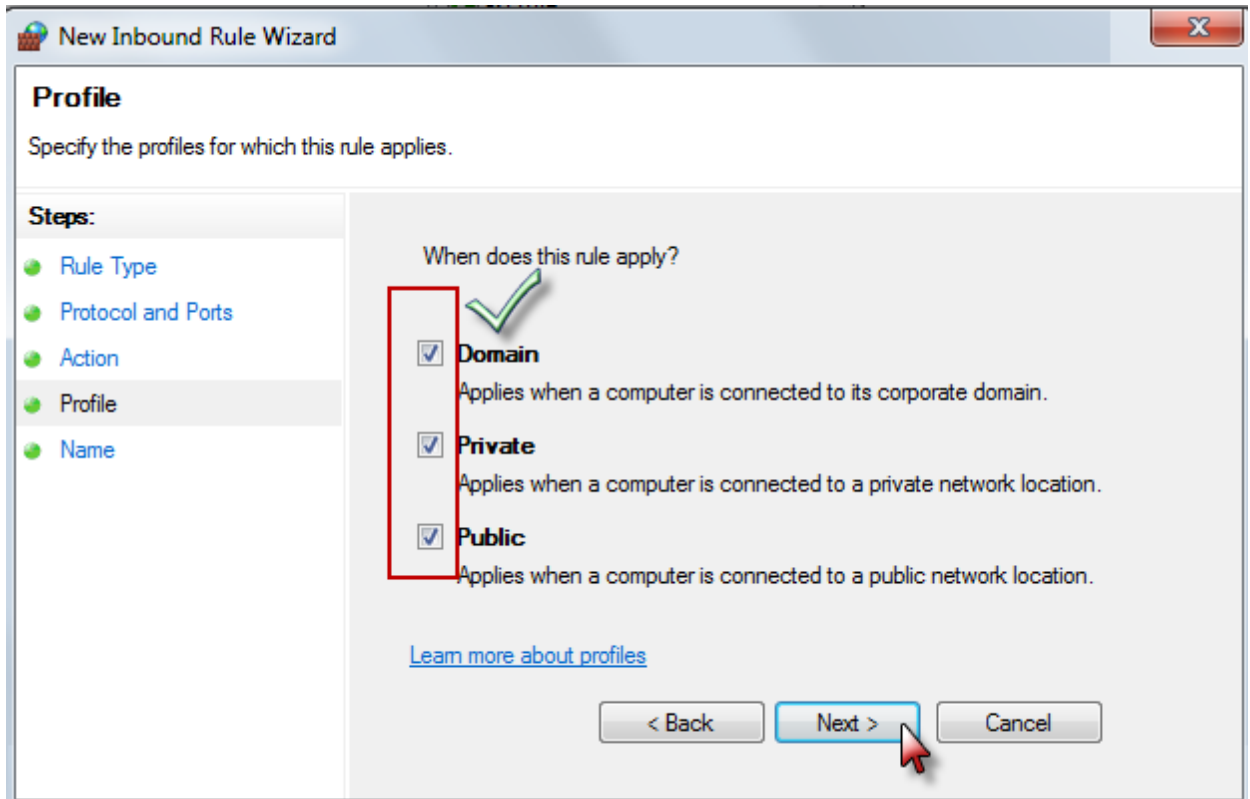 New Inbound Rule Wizard
Profile
Specify the profiles for which this rule applies.
Steps:
Rule Type
Protocol and Ports
Action
Profile
Name
When does this rule apply?
Domain
Applies when a computer is connected to its corporate domain.
Private
Applies when a computer is connected to a private network location.
Public
Applies when a computer is connected to a public network location.
Learn more about profiles
< Back
Next >
Cancel